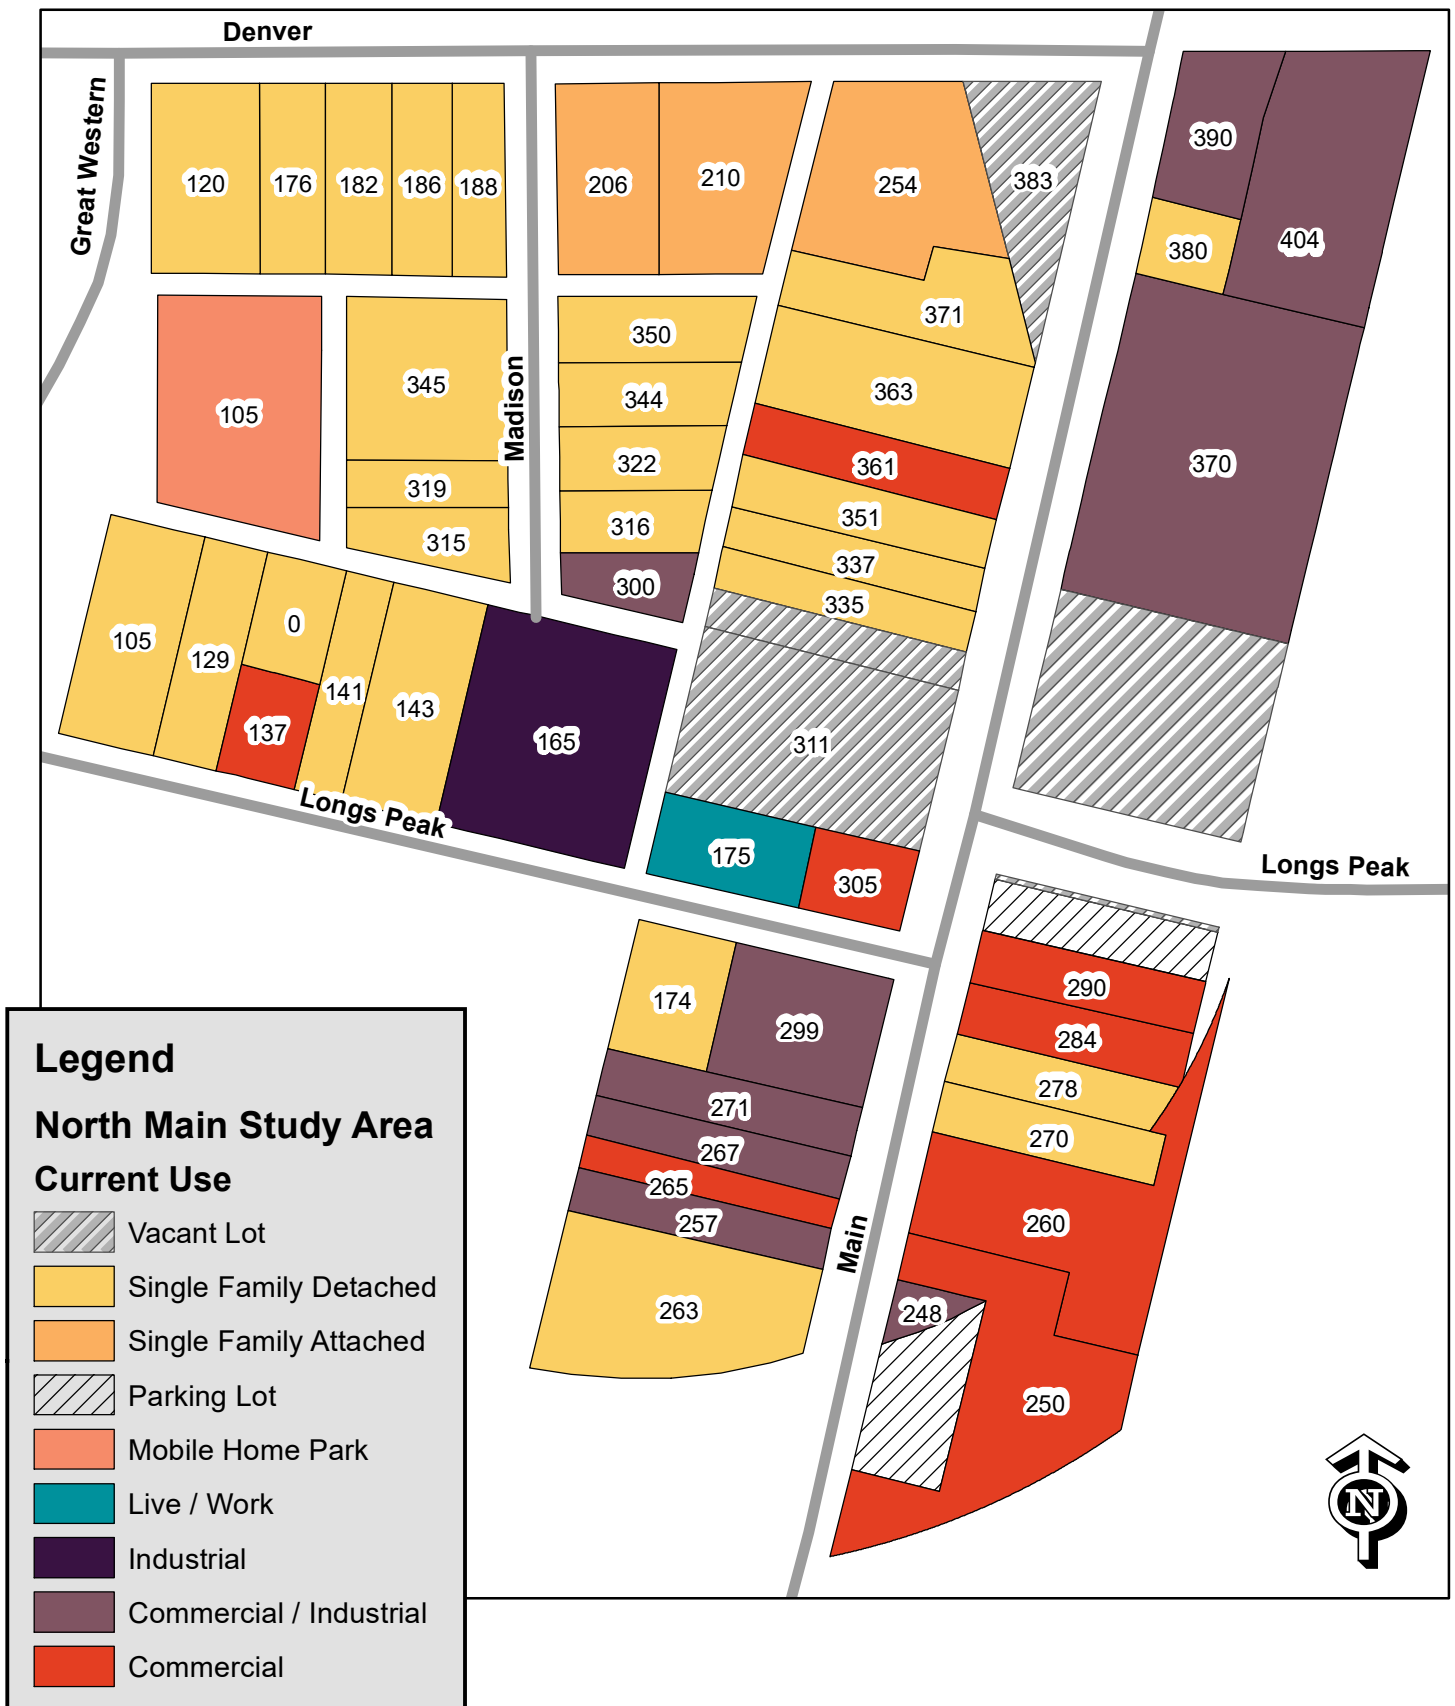 Denver
Great Western
120
176
182
186
188
206
210
254
383
390
404
380
105
345
319
315
Madison
350
344
322
316
300
371
363
361
351
337
335
311
370
105
129
0
137
141
143
165
175
305
Longs Peak
Longs Peak
174
299
271
267
265
257
263
Main
290
284
278
270
260
248
250
N
Legend
North Main Study Area
Current Use
Vacant Lot
Single Family Detached
Single Family Attached
Parking Lot
Mobile Home Park
Live / Work
Industrial
Commercial / Industrial
Commercial